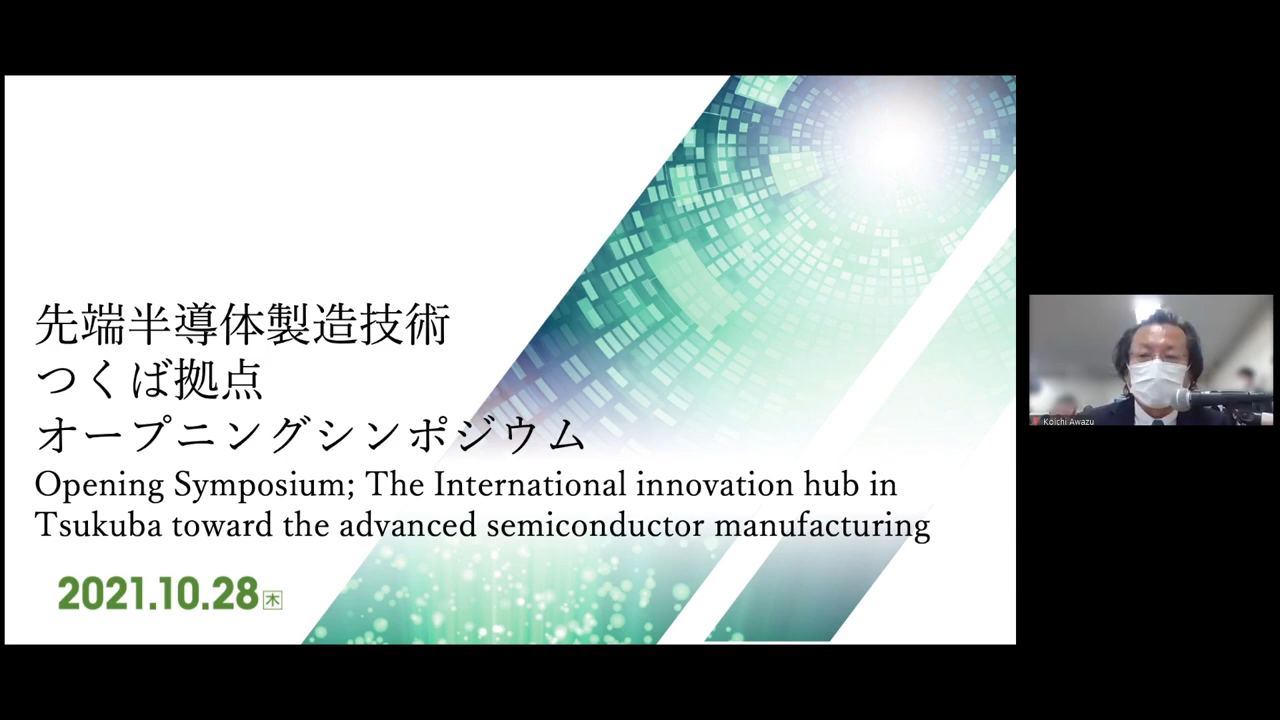 先端半導体製造技術
つくば拠点
オープニングシンポジウム
Opening Symposium; The International innovation hub in
Tsukuba toward the advanced semiconductor manufacturing
2021.10.28木
Koichi Awazu